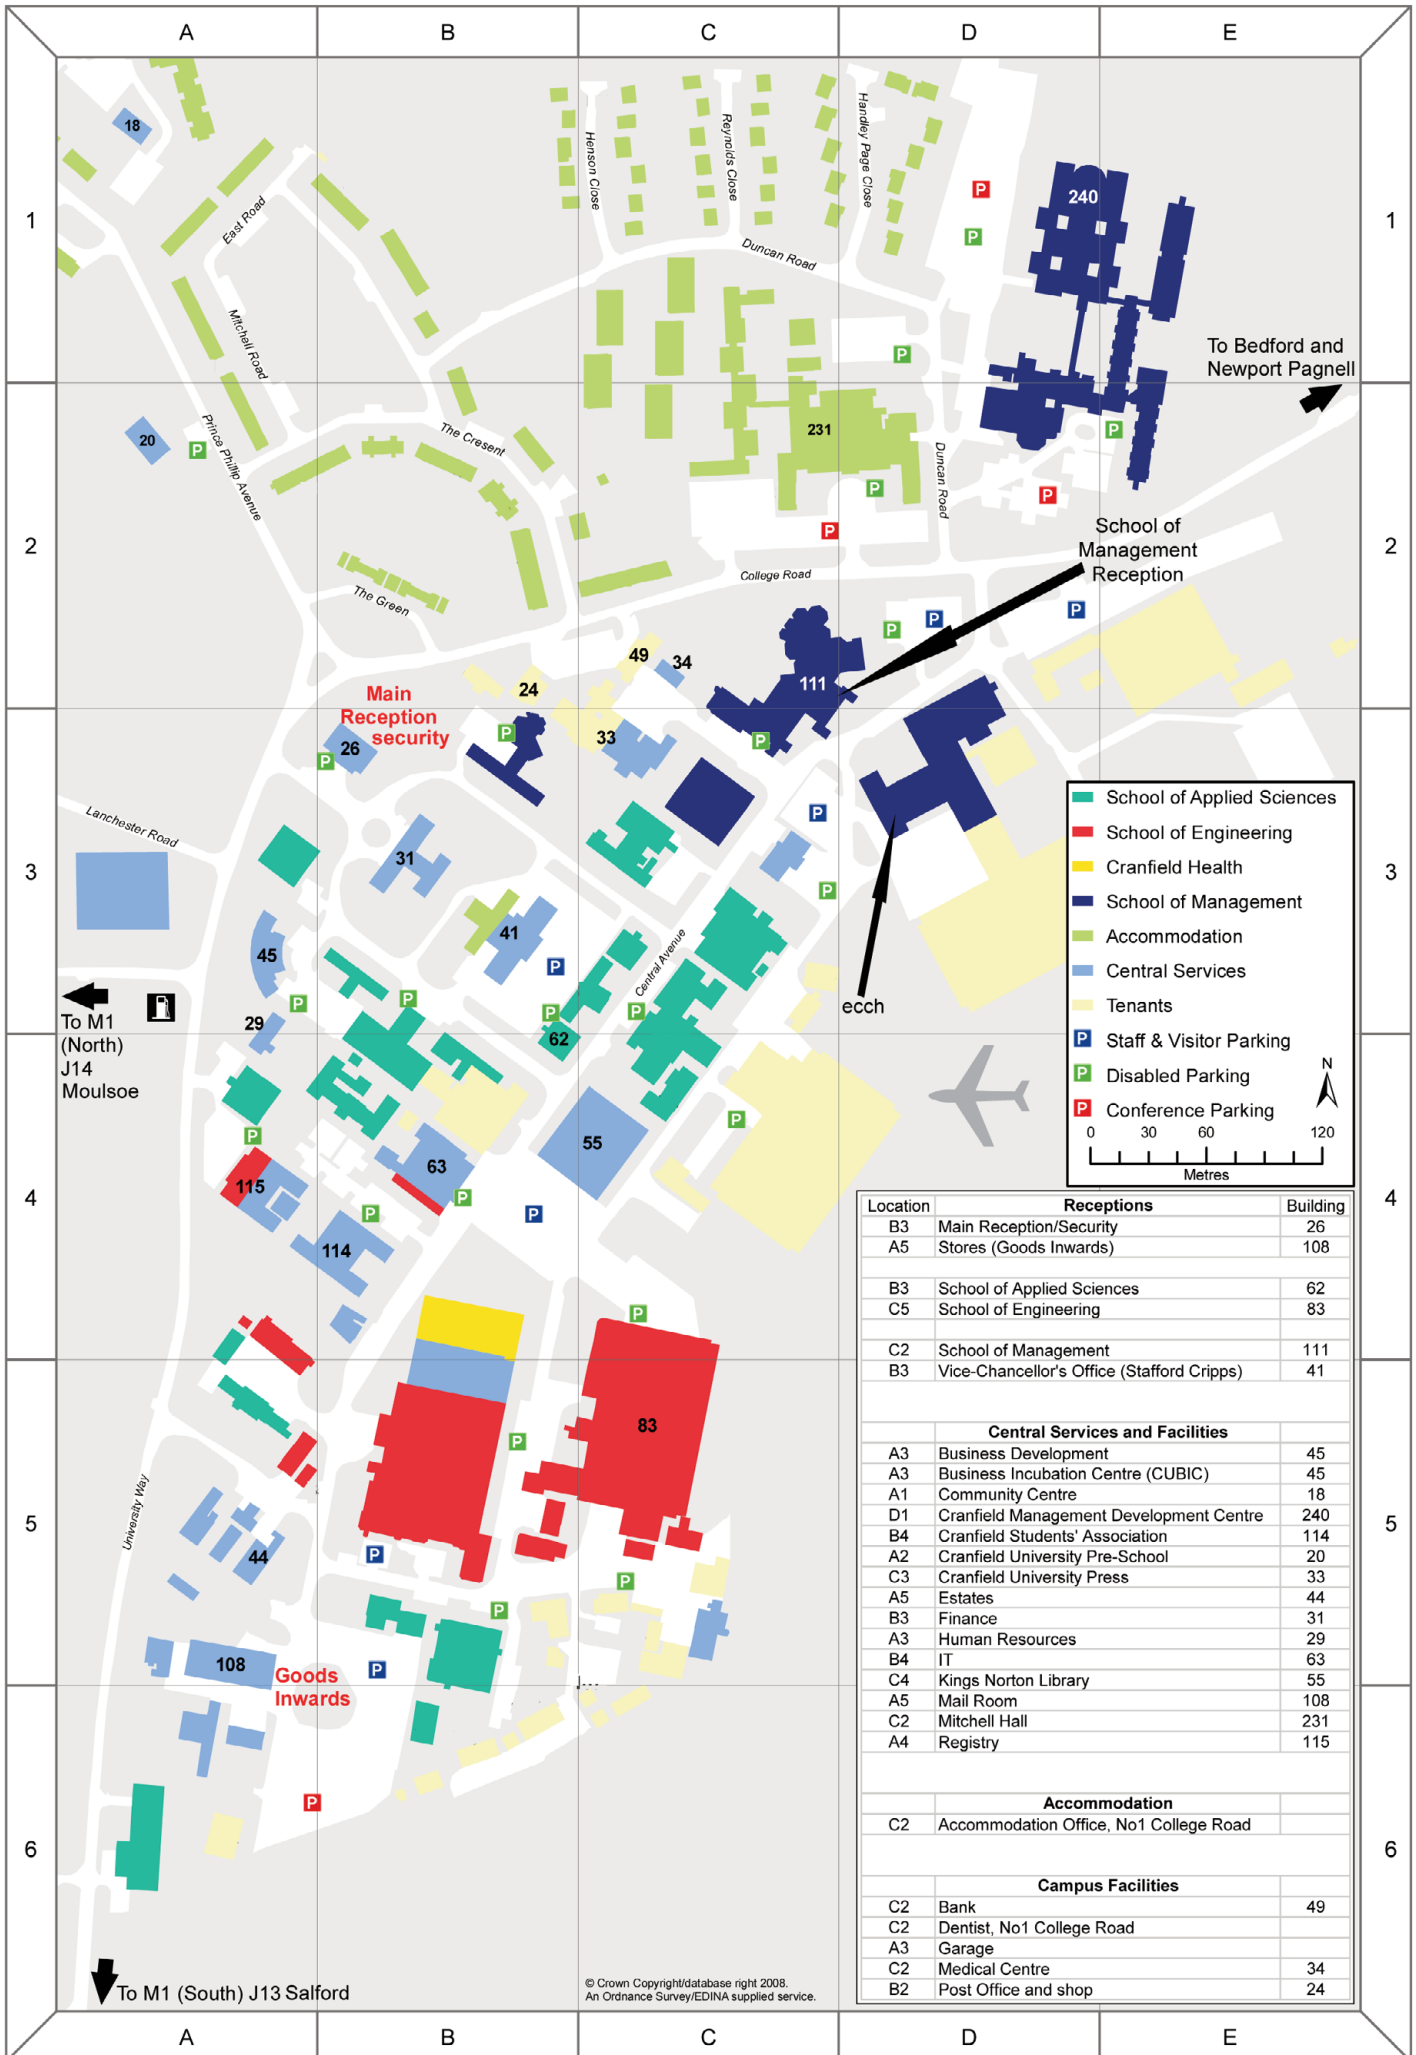 A B C D E
18
240
East Road
Henson Close
Reynolds Close
Handley Page Close
P
P
1 1
Duncan Road
Mitchell Road
To Bedford and
Newport Pagnell
P
20
P
Prince Phillip Avenue
The Cresent
231
P
Duncan Road
P
P
P
School of
Management
Reception
2 2
College Road
The Green
P
P
P
49
34
24
111
Main
Reception
security
26
P
P
33
P
P
Lanchester Road
31
3 3
P
41
45
P
Central Avenue
ecch
P
P
P
P
29
62
To M1
(North)
J14
Moulsoe
School of Applied Sciences
School of Engineering
Cranfield Health
School of Management
Accommodation
Central Services
Tenants
P Staff & Visitor Parking
P Disabled Parking
P Conference Parking
N
0 30 60 120
Metres
P
P
55
63
115
P
P
P
114
4 4
P
83
P
University Way
5 5
44
P
P
P
108
Goods
Inwards
P
P
6 6
To M1 (South) J13 Salford
© Crown Copyright/database right 2008.
An Ordnance Survey/EDINA supplied service.
Location Receptions Building
B3 Main Reception/Security 26
A5 Stores (Goods Inwards) 108
B3 School of Applied Sciences 62
C5 School of Engineering 83
C2 School of Management 111
B3 Vice-Chancellor's Office (Stafford Cripps) 41
Central Services and Facilities
A3 Business Development 45
A3 Business Incubation Centre (CUBIC) 45
A1 Community Centre 18
D1 Cranfield Management Development Centre 240
B4 Cranfield Students' Association 114
A2 Cranfield University Pre-School 20
C3 Cranfield University Press 33
A5 Estates 44
B3 Finance 31
A3 Human Resources 29
B4 IT 63
C4 Kings Norton Library 55
A5 Mail Room 108
C2 Mitchell Hall 231
A4 Registry 115
Accommodation
C2 Accommodation Office, No1 College Road
Campus Facilities
C2 Bank 49
C2 Dentist, No1 College Road
A3 Garage
C2 Medical Centre 34
B2 Post Office and shop 24
A B C D E